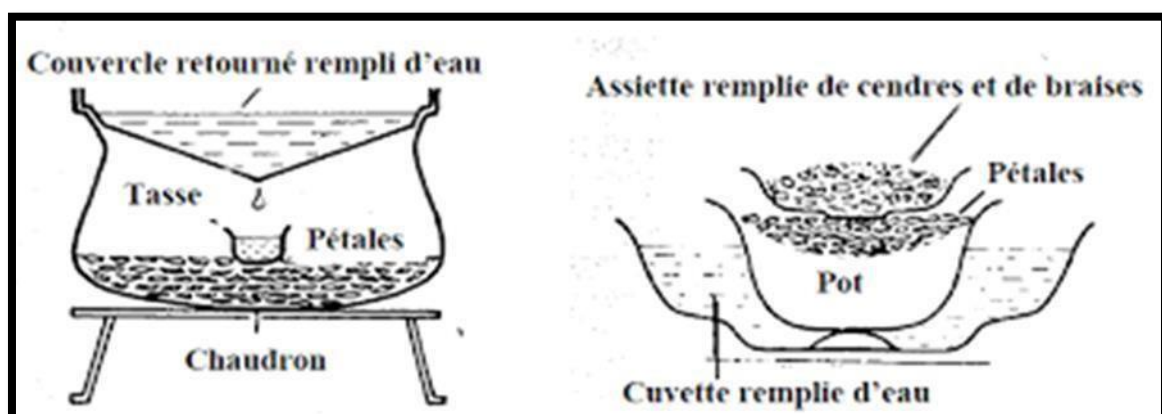 Couvercle retourné rempli d'eau
Tasse
Pétales
Chaudron
Assiette remplie de cendres et de braises
Pétales
Pot
Cuvette remplie d'eau